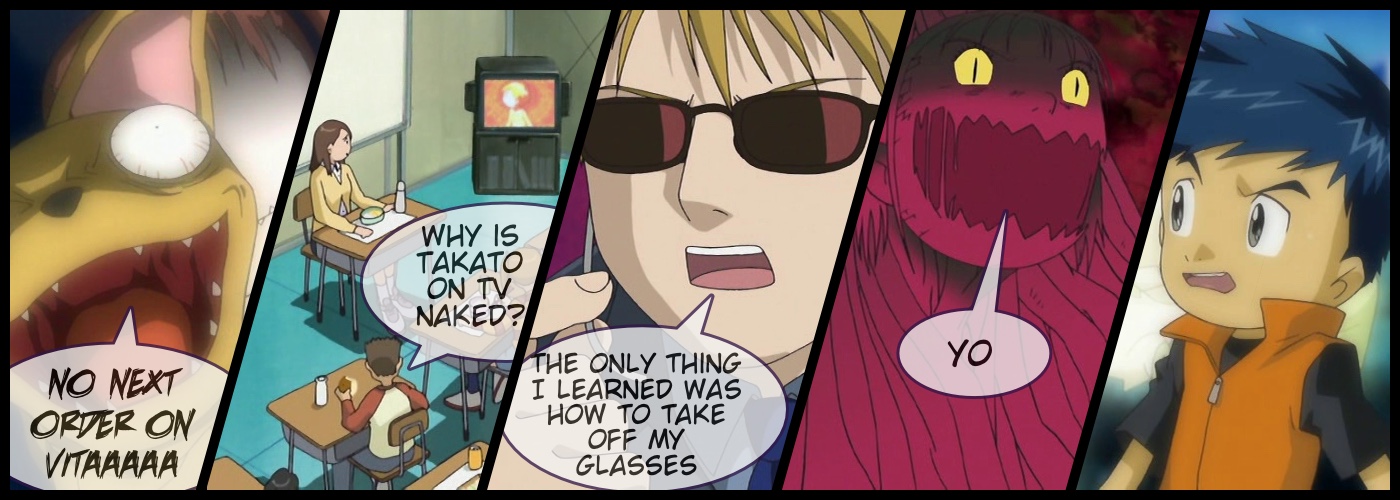 NO NEXT
ORDER ON
VITAAAAA
WHY IS
TAKATO
ON TV
NAKED?
THE ONLY THING
I LEARNED WAS
HOW TO TAKE
OFF MY
GLASSES
YO